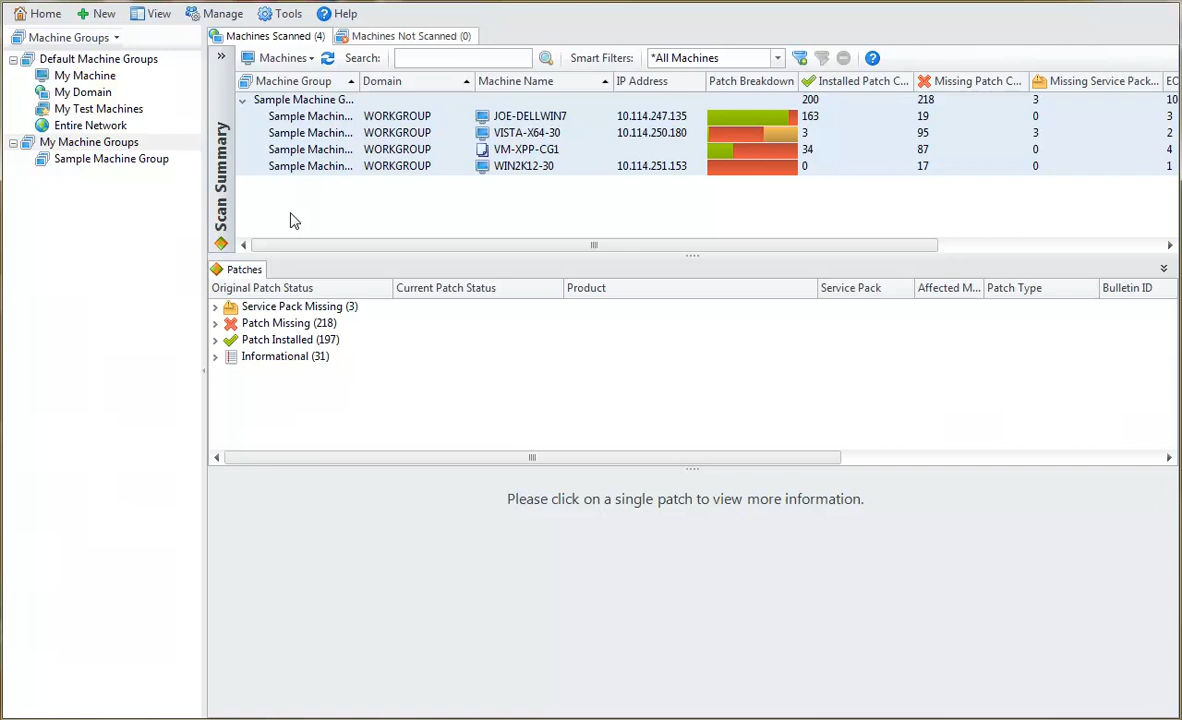 Home New View Manage Tools Help
Machine Groups Machines Scanned (4) Machines Not Scanned (0)
Default Machine Groups
My Machine
My Domain
My Test Machines
Entire Network
My Machine Groups
Sample Machine Group
Scan Summary
Machines Search: Smart Filters: *All Machines
Machine Group Domain Machine Name IP Address Patch Breakdown Installed Patch C... Missing Patch C... Missing Service Pack... EC
Sample Machine G... 200 218 3 10
Sample Machin... WORKGROUP JOE-DELLWIN7 10.114.247.135 163 19 0 3
Sample Machin... WORKGROUP VISTA-X64-30 10.114.250.180 3 95 3 2
Sample Machin... WORKGROUP VM-XPP-CG1 34 87 0 4
Sample Machin... WORKGROUP WIN2K12-30 10.114.251.153 0 17 0 1
Patches
Original Patch Status Current Patch Status Product Service Pack Affected M... Patch Type Bulletin ID
Service Pack Missing (3)
Patch Missing (218)
Patch Installed (197)
Informational (31)
Please click on a single patch to view more information.